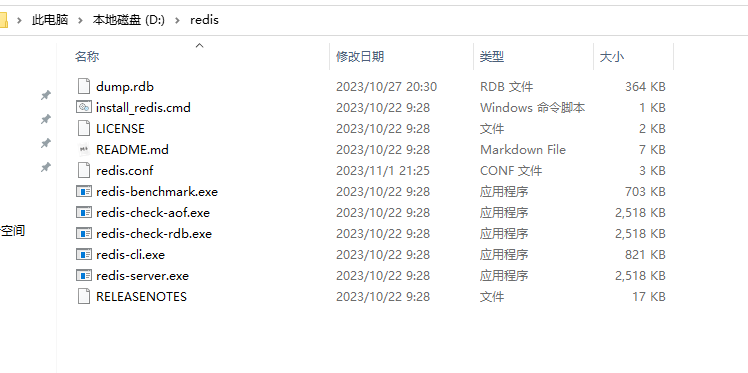 此电脑 > 本地磁盘 (D:) > redis
名称 修改日期 类型 大小
dump.rdb 2023/10/27 20:30 RDB 文件 364 KB
install_redis.cmd 2023/10/22 9:28 Windows 命令脚本 1 KB
LICENSE 2023/10/22 9:28 文件 2 KB
README.md 2023/10/22 9:28 Markdown File 7 KB
redis.conf 2023/11/1 21:25 CONF 文件 3 KB
redis-benchmark.exe 2023/10/22 9:28 应用程序 703 KB
redis-check-aof.exe 2023/10/22 9:28 应用程序 2,518 KB
redis-check-rdb.exe 2023/10/22 9:28 应用程序 2,518 KB
空间
redis-cli.exe 2023/10/22 9:28 应用程序 821 KB
redis-server.exe 2023/10/22 9:28 应用程序 2,518 KB
RELEASENOTES 2023/10/22 9:28 文件 17 KB